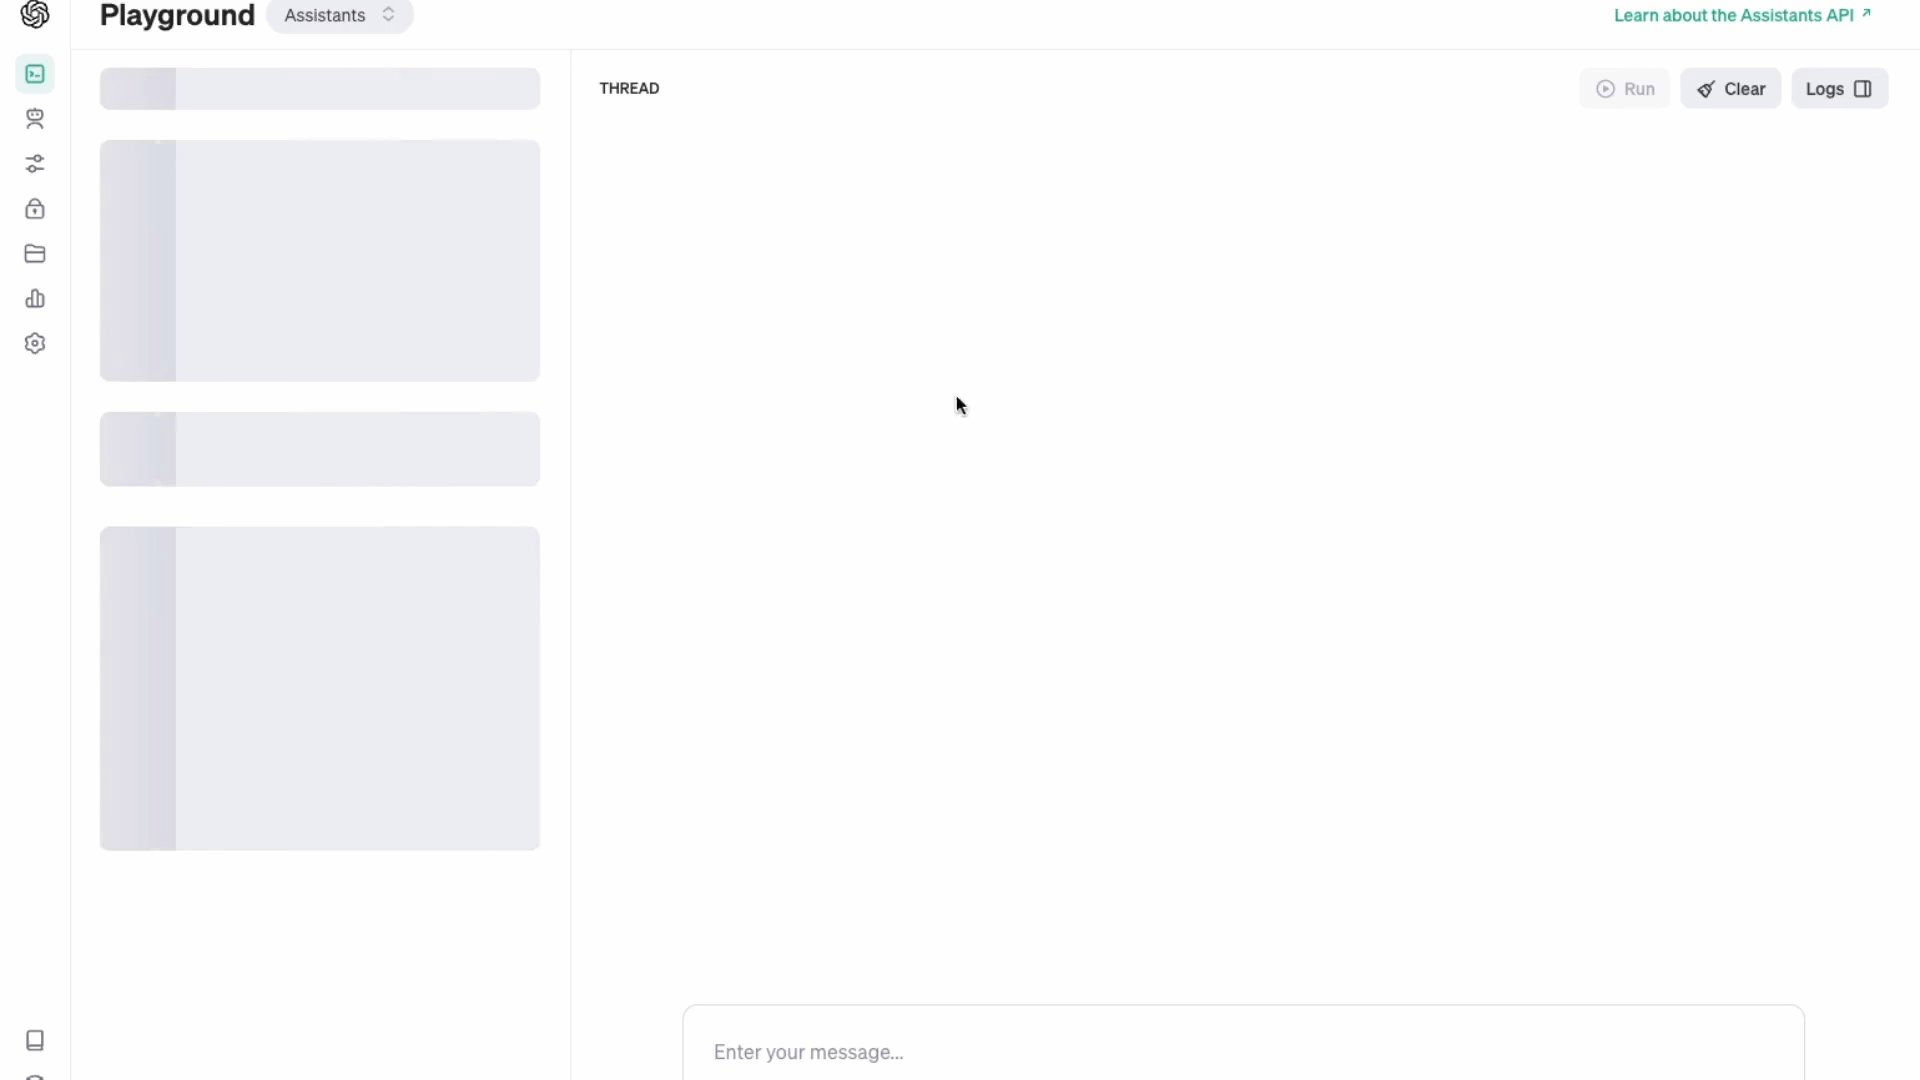 Playground
Assistants
Learn about the Assistants API
THREAD
Run
Clear
Logs
Enter your message...